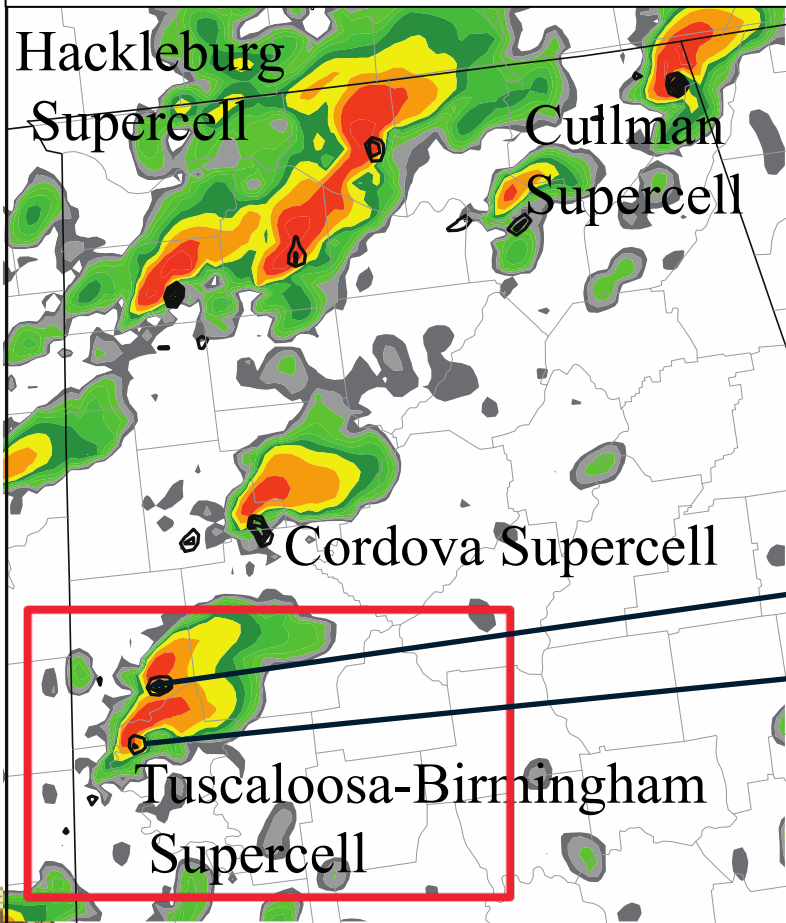 Hackleburg
Supercell
Cullman
Supercell
Cordova Supercell
Tuscaloosa-Birmingham
Supercell